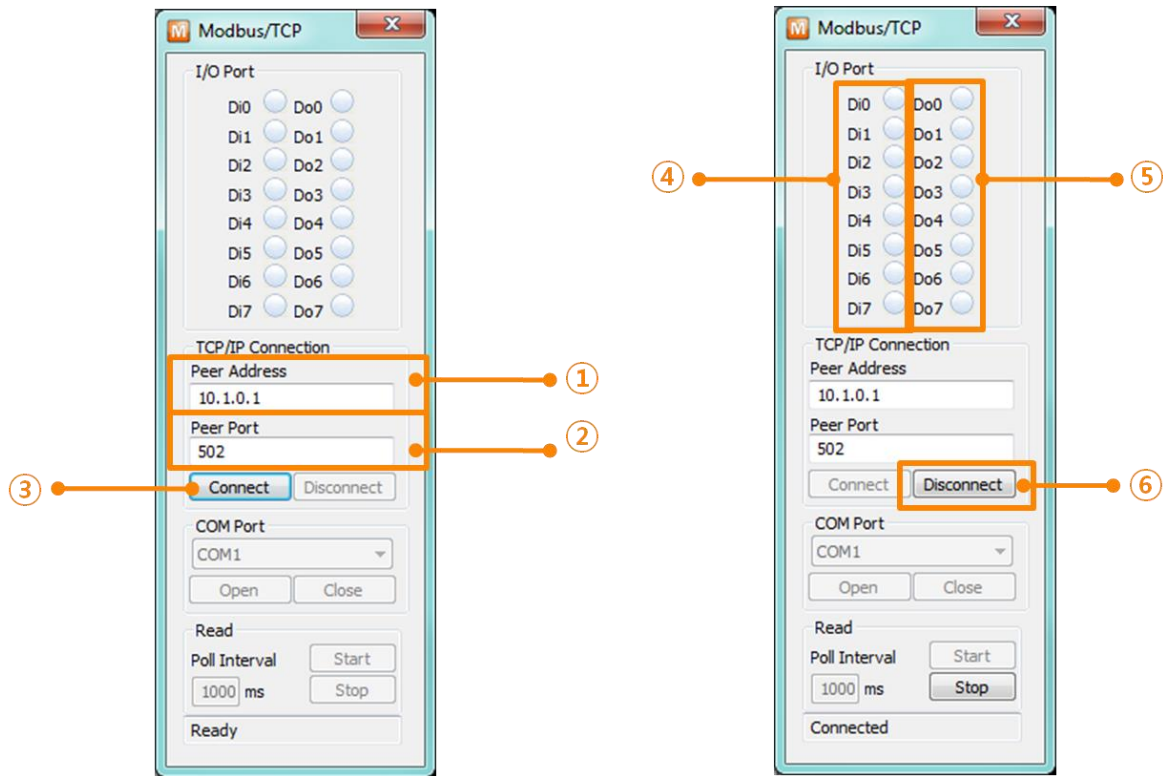 Modbus/TCP
I/O Port
Di0 Do0
Di1 Do1
Di2 Do2
Di3 Do3
Di4 Do4
Di5 Do5
Di6 Do6
Di7 Do7
TCP/IP Connection
Peer Address
10.1.0.1
①
Peer Port
502
②
③
Connect Disconnect
COM Port
COM1
Open Close
Read
Poll Interval Start
1000 ms Stop
Ready
Modbus/TCP
I/O Port
Di0 Do0
Di1 Do1
Di2 Do2
④
Di3 Do3
⑤
Di4 Do4
Di5 Do5
Di6 Do6
Di7 Do7
TCP/IP Connection
Peer Address
10.1.0.1
Peer Port
502
Connect Disconnect
⑥
COM Port
COM1
Open Close
Read
Poll Interval Start
1000 ms Stop
Connected